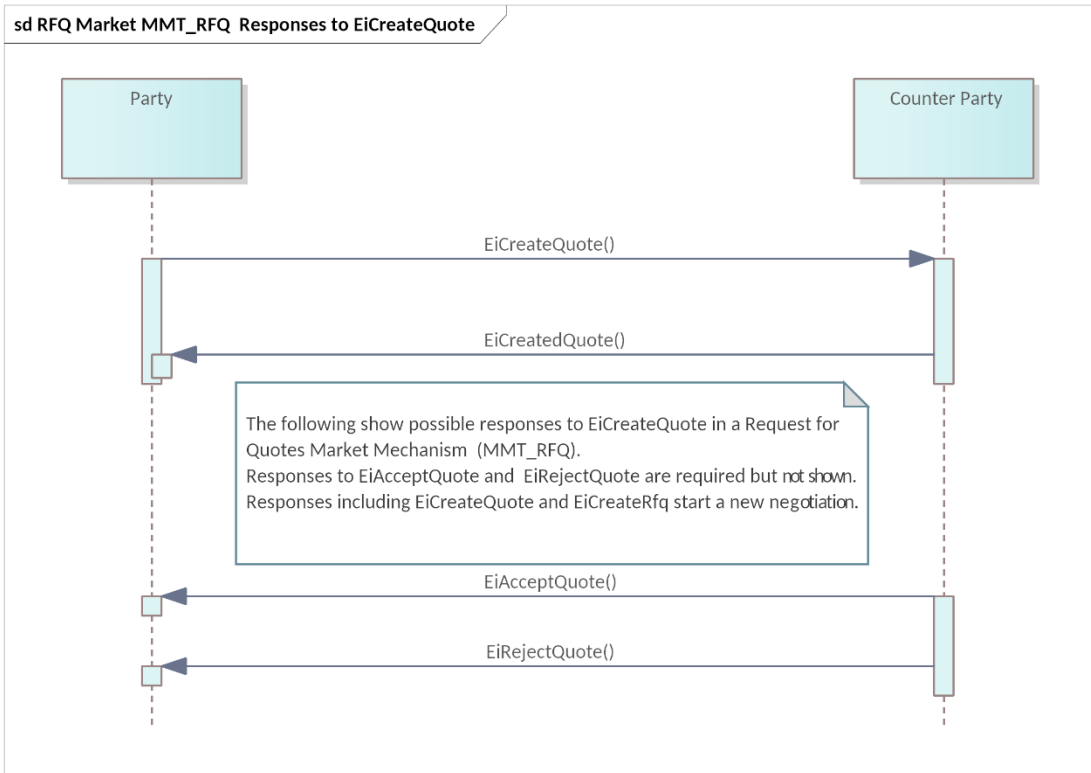 sd RFQ Market MMT_RFQ  Responses to EiCreateQuote
Party
Counter Party
EiCreateQuote()
EiCreatedQuote()
The following show possible responses to EiCreateQuote in a Request for
Quotes Market Mechanism  (MMT_RFQ).
Responses to EiAcceptQuote and  EiRejectQuote are required but not shown.
Responses including EiCreateQuote and EiCreateRfq start a new negotiation.
EiAcceptQuote()
EiRejectQuote()